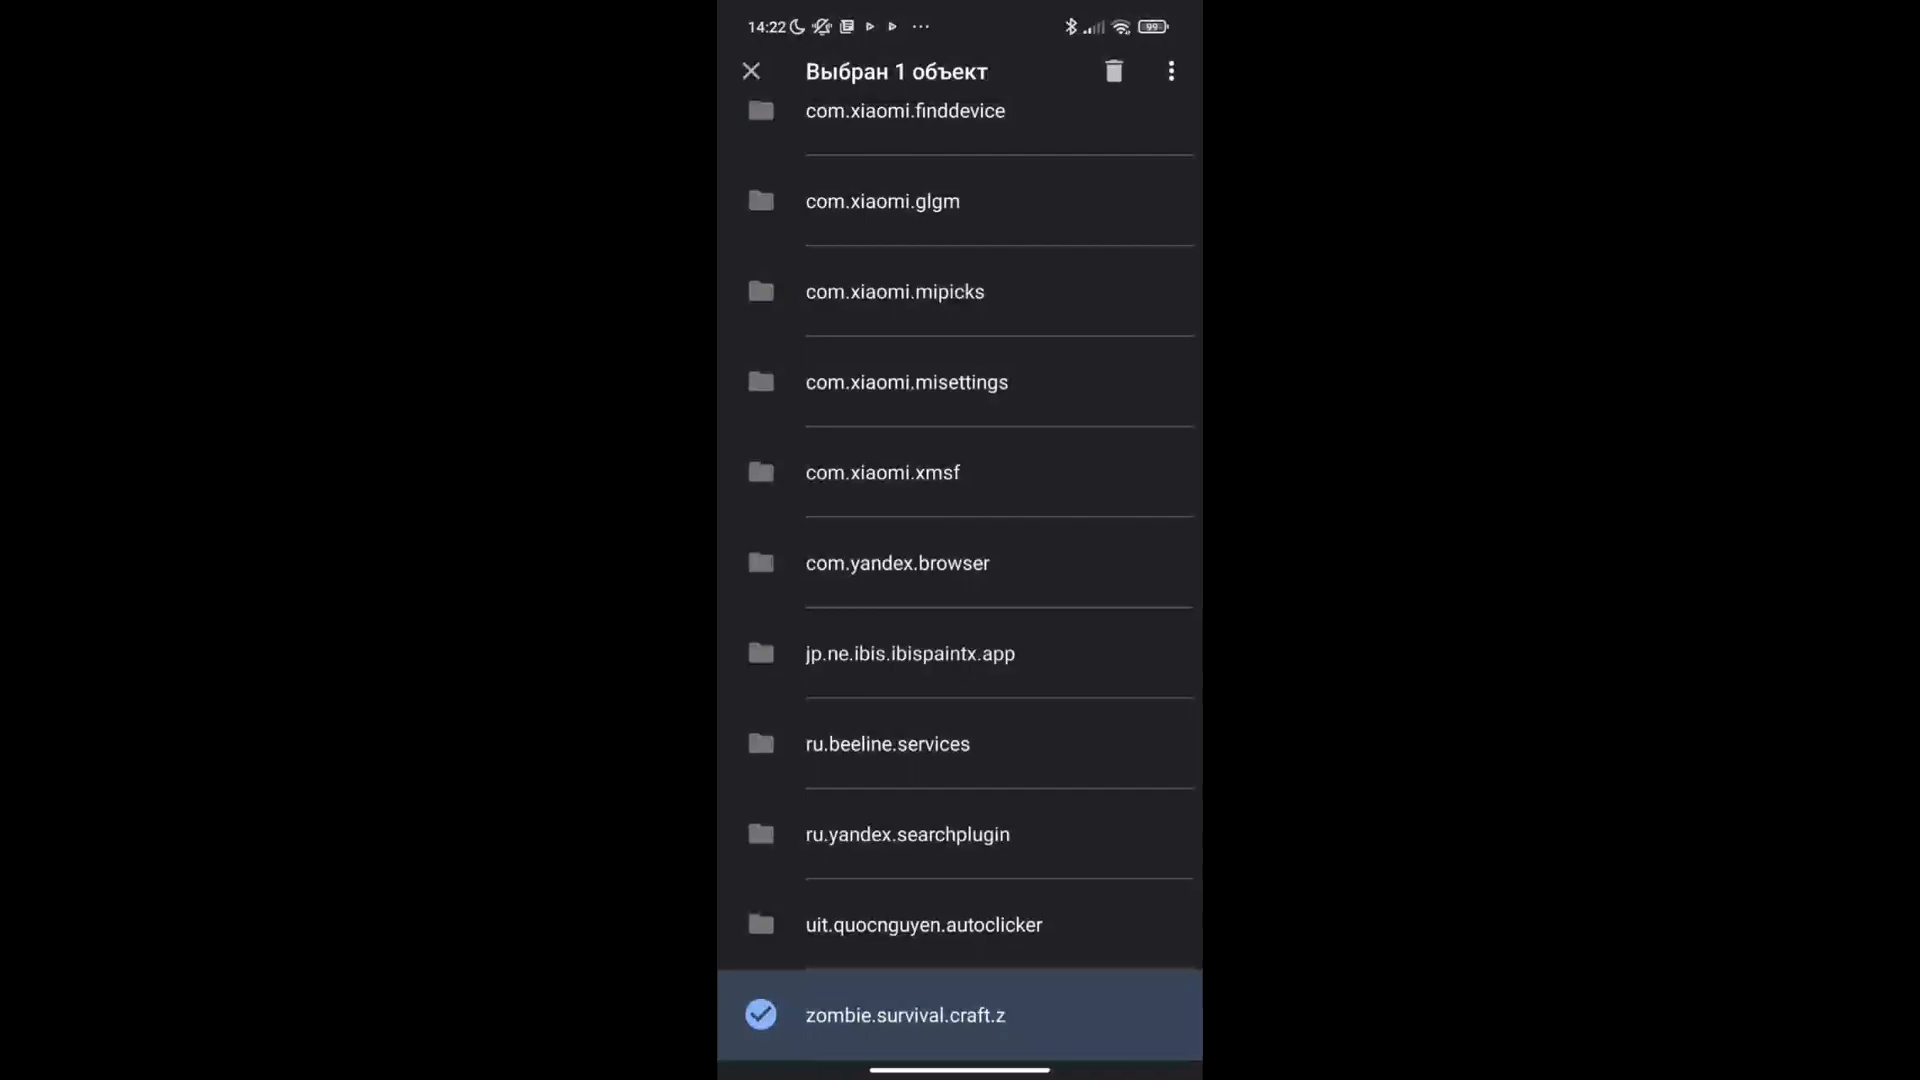 14:22 99
Выбран 1 объект
com.xiaomi.finddevice
com.xiaomi.glgm
com.xiaomi.mipicks
com.xiaomi.misettings
com.xiaomi.xmsf
com.yandex.browser
jp.ne.ibis.ibispaintx.app
ru.beeline.services
ru.yandex.searchplugin
uit.quocnguyen.autoclicker
zombie.survival.craft.z